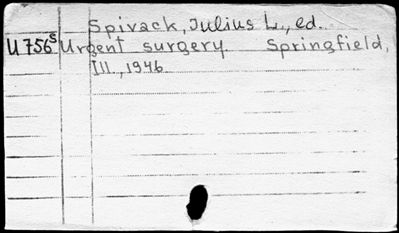 Spivack, Julius L., ed.
U756s Urgent surgery. Springfield,
Ill., 1946.